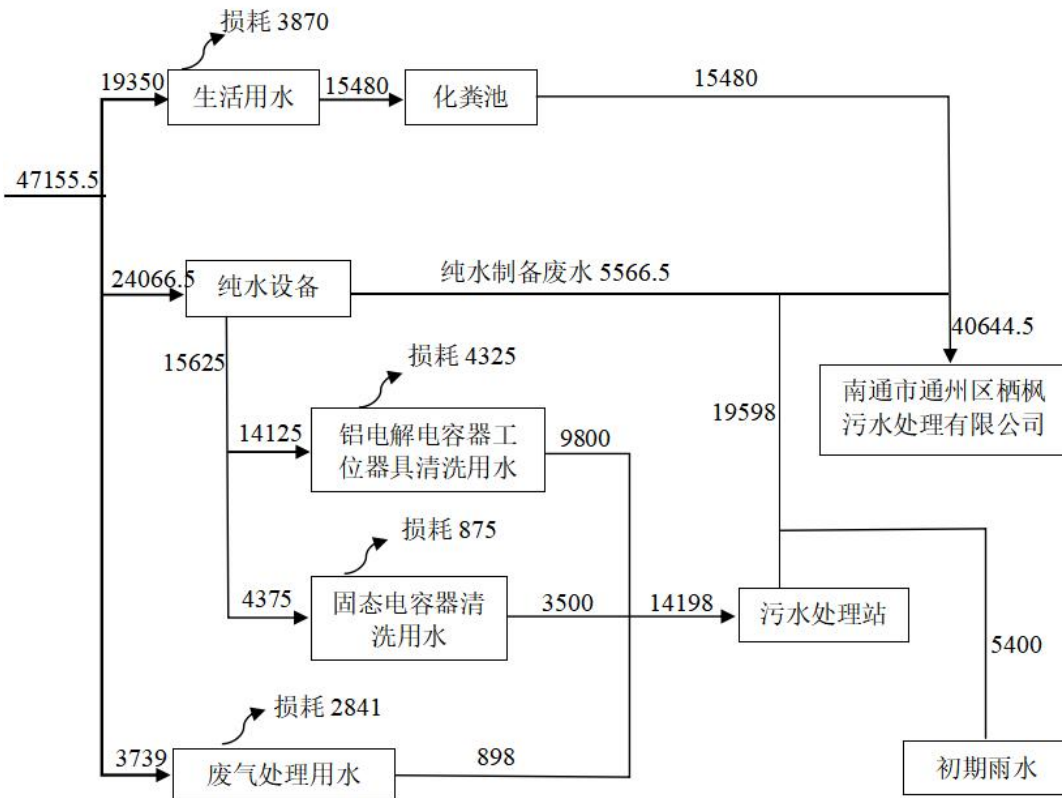 损耗 3870
19350
生活用水
15480
化粪池
15480
47155.5
24066.5
纯水设备
纯水制备废水 5566.5
40644.5
15625
损耗 4325
南通市通州区栖枫
污水处理有限公司
14125
铝电解电容器工
位器具清洗用水
9800
19598
损耗 875
4375
固态电容器清
洗用水
3500
14198
污水处理站
5400
损耗 2841
3739
废气处理用水
898
初期雨水